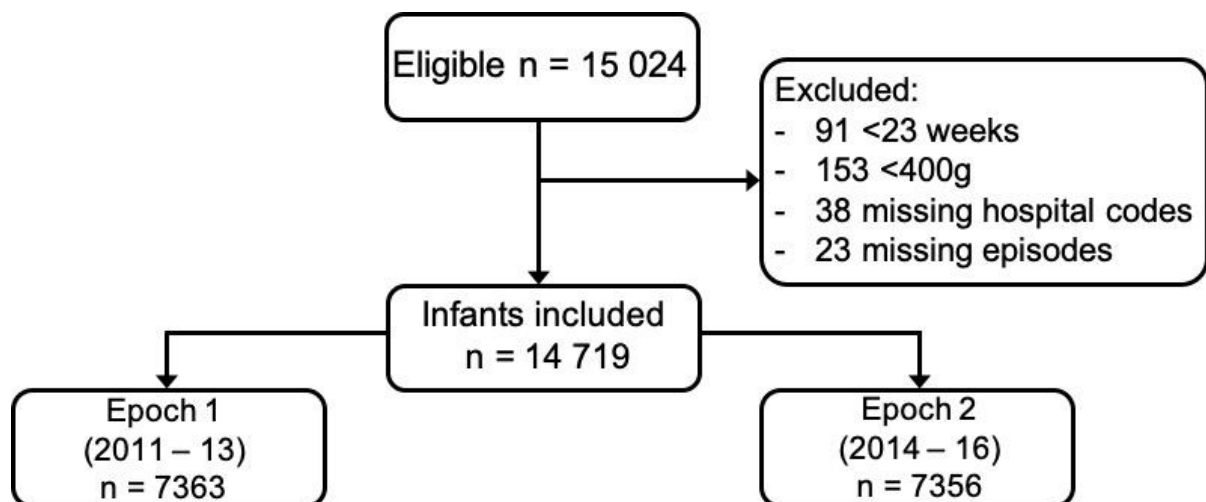 Eligible n = 15 024
Excluded:
- 91 <23 weeks
- 153 <400g
- 38 missing hospital codes
- 23 missing episodes
Infants included
n = 14 719
Epoch 1
(2011 – 13)
n = 7363
Epoch 2
(2014 – 16)
n = 7356